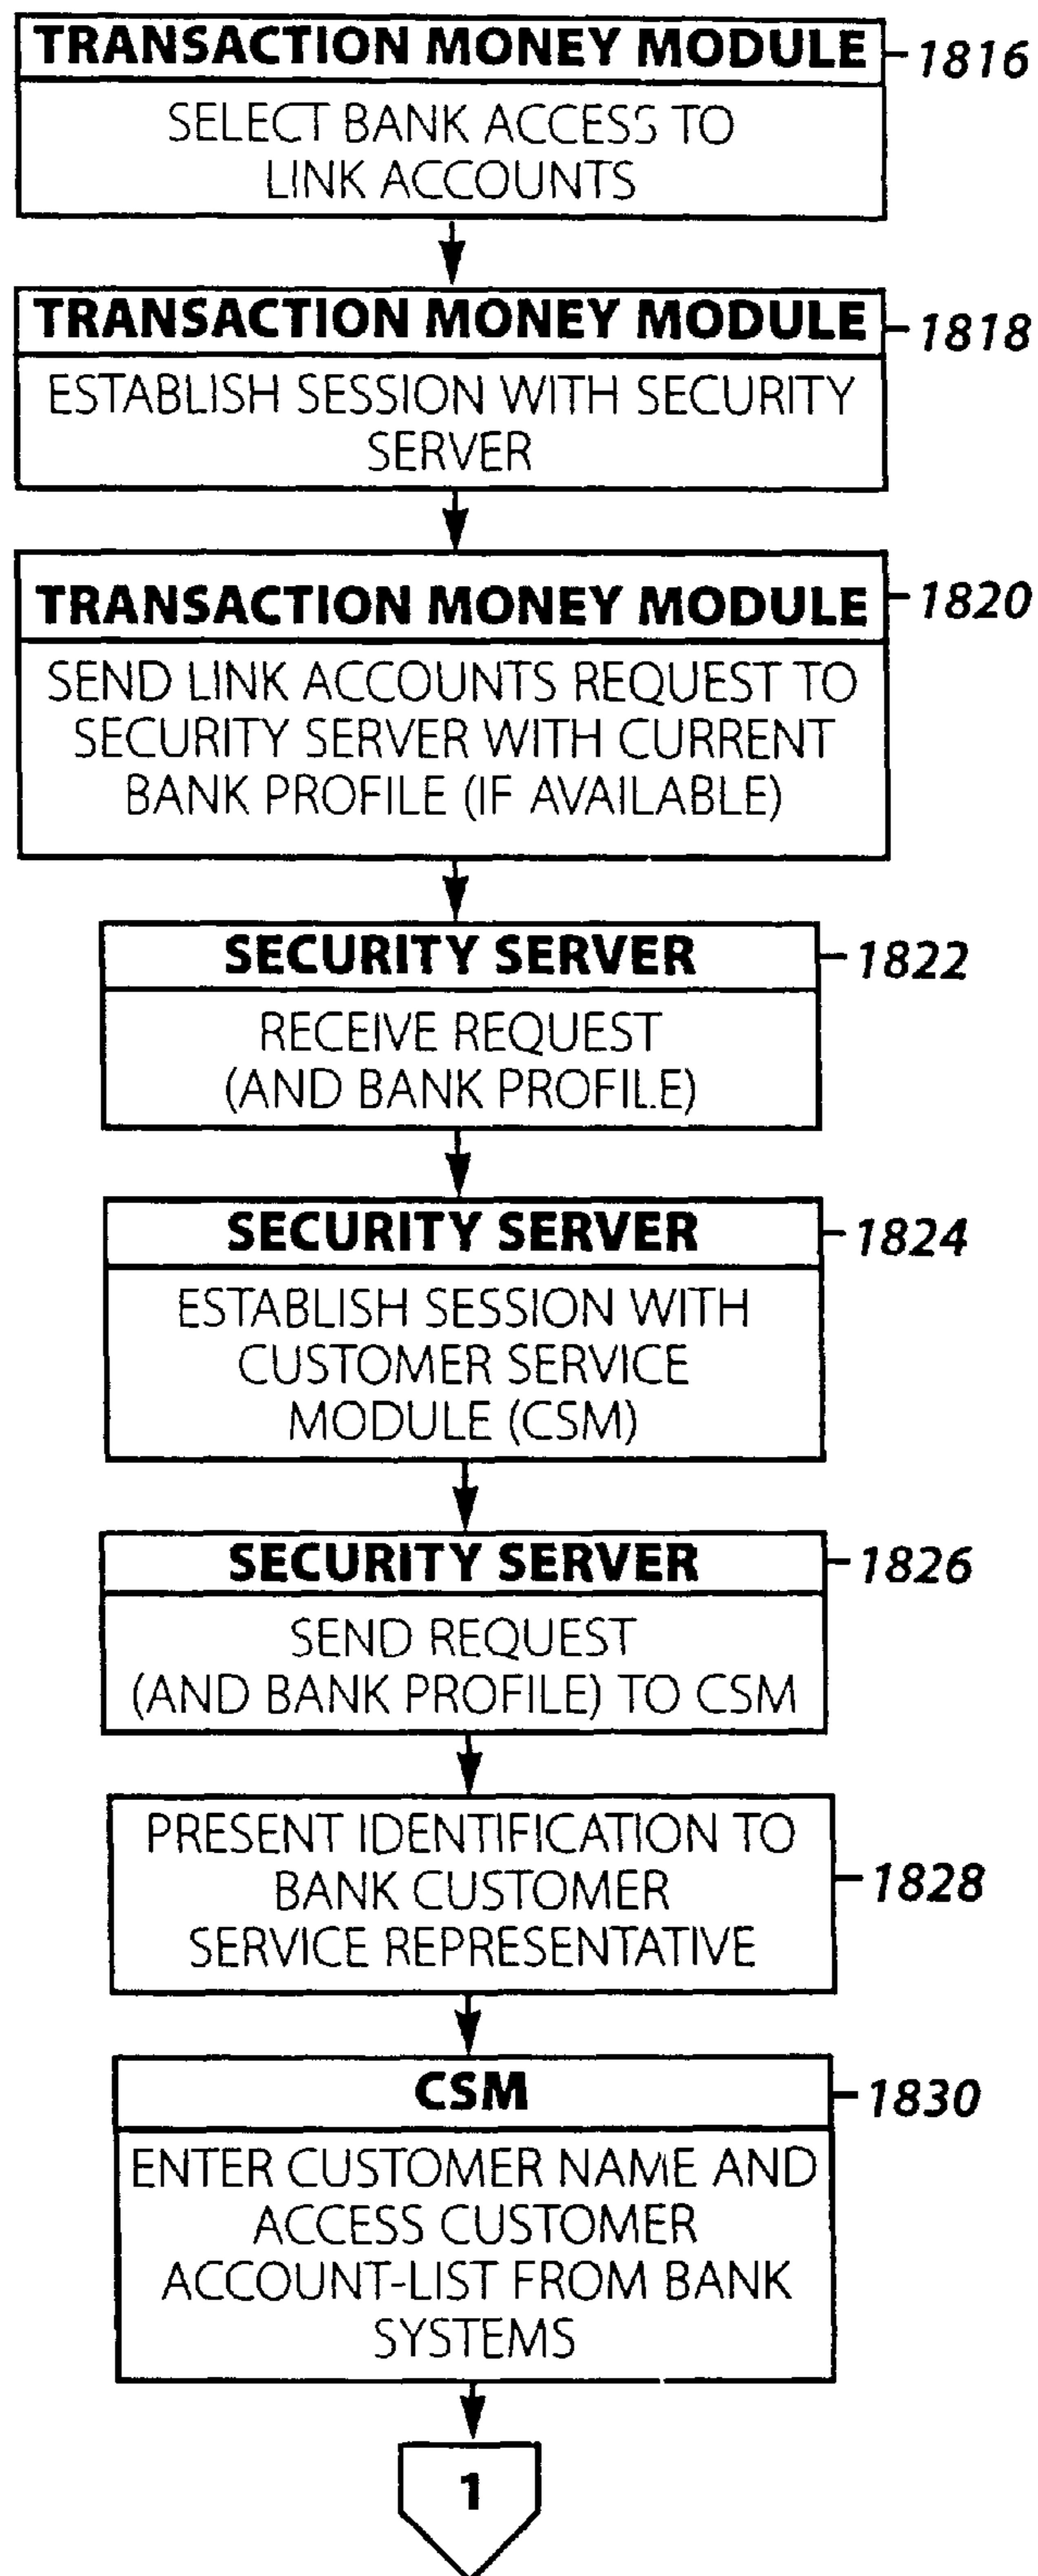 TRANSACTION MONEY MODULE
1816
SELECT BANK ACCESS TO
LINK ACCOUNTS
TRANSACTION MONEY MODULE
1818
ESTABLISH SESSION WITH SECURITY
SERVER
TRANSACTION MONEY MODULE
1820
SEND LINK ACCOUNTS REQUEST TO
SECURITY SERVER WITH CURRENT
BANK PROFILE (IF AVAILABLE)
SECURITY SERVER
1822
RECEIVE REQUEST
(AND BANK PROFILE)
SECURITY SERVER
1824
ESTABLISH SESSION WITH
CUSTOMER SERVICE
MODULE (CSM)
SECURITY SERVER
1826
SEND REQUEST
(AND BANK PROFILE) TO CSM
PRESENT IDENTIFICATION TO
BANK CUSTOMER
SERVICE REPRESENTATIVE
1828
CSM
1830
ENTER CUSTOMER NAME AND
ACCESS CUSTOMER
ACCOUNT-LIST FROM BANK
SYSTEMS
1